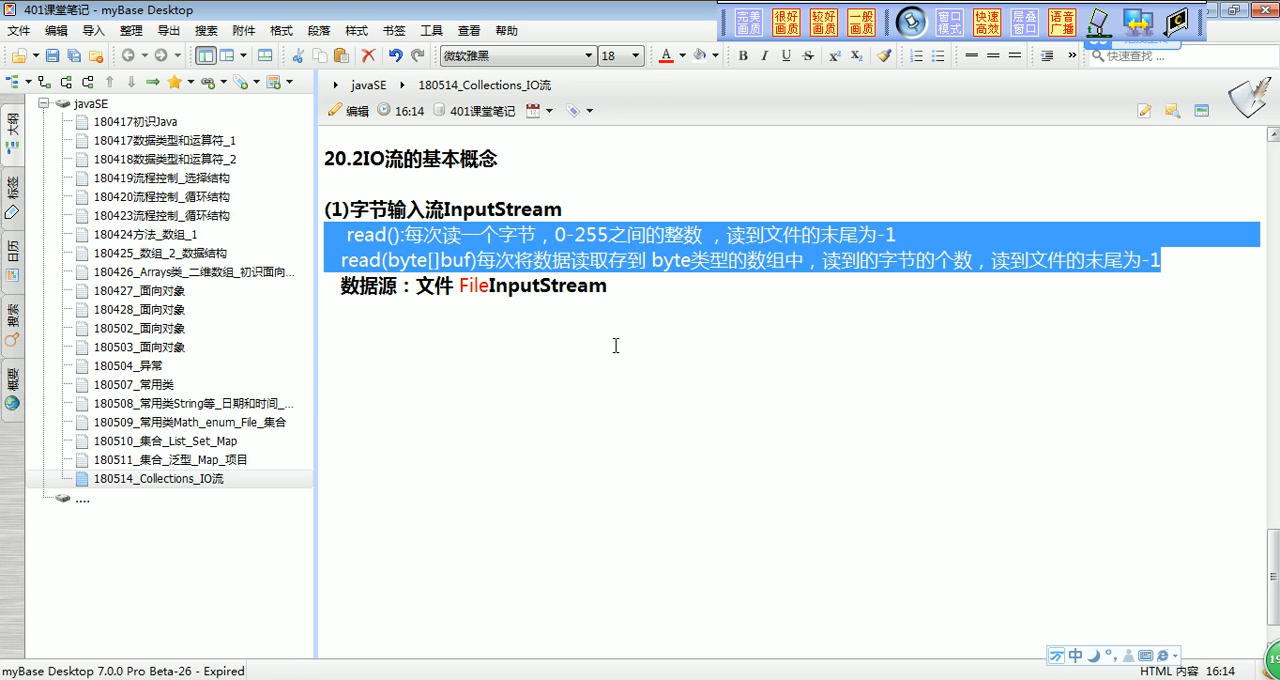 401课堂笔记 - myBase Desktop
完美画质 很好画质 较好画质 一般画质 窗口模式 快速高效 层叠窗口 语音广播
文件 编辑 导入 整理 导出 搜索 附件 格式 段落 样式 书签 工具 查看 帮助
微软雅黑 18 A B I U S X² X₂ 快速查找 ...
大纲
标签
日历
搜索
概要
javaSE
180417初识Java
180417数据类型和运算符_1
180418数据类型和运算符_2
180419流程控制_选择结构
180420流程控制_循环结构
180423流程控制_循环结构
180424方法_数组_1
180425_数组_2_数据结构
180426_Arrays类_二维数组_初识面向...
180427_面向对象
180428_面向对象
180502_面向对象
180503_面向对象
180504_异常
180507_常用类
180508_常用类String等_日期和时间_...
180509_常用类Math_enum_File_集合
180510_集合_List_Set_Map
180511_集合_泛型_Map_项目
180514_Collections_IO流
....
javaSE 180514_Collections_IO流
编辑 16:14 401课堂笔记
20.2IO流的基本概念
(1)字节输入流InputStream
read():每次读一个字节，0-255之间的整数 ，读到文件的末尾为-1
read(byte[]buf)每次将数据读取存到 byte类型的数组中，读到的字节的个数，读到文件的末尾为-1
数据源：文件 FileInputStream
中
myBase Desktop 7.0.0 Pro Beta-26 - Expired
HTML 内容 16:14